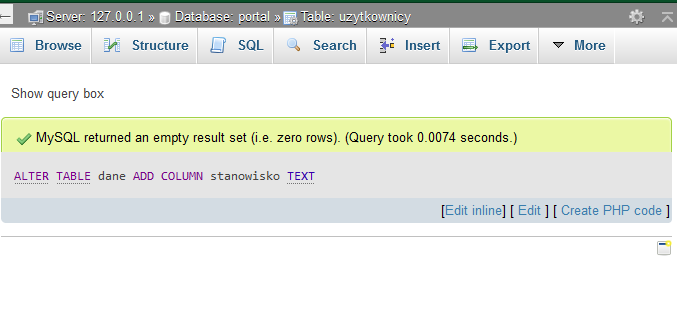 Server: 127.0.0.1 » Database: portal » Table: uzytkownicy
Browse Structure SQL Search Insert Export More
Show query box
MySQL returned an empty result set (i.e. zero rows). (Query took 0.0074 seconds.)
ALTER TABLE dane ADD COLUMN stanowisko TEXT
[Edit inline] [ Edit ] [ Create PHP code ]